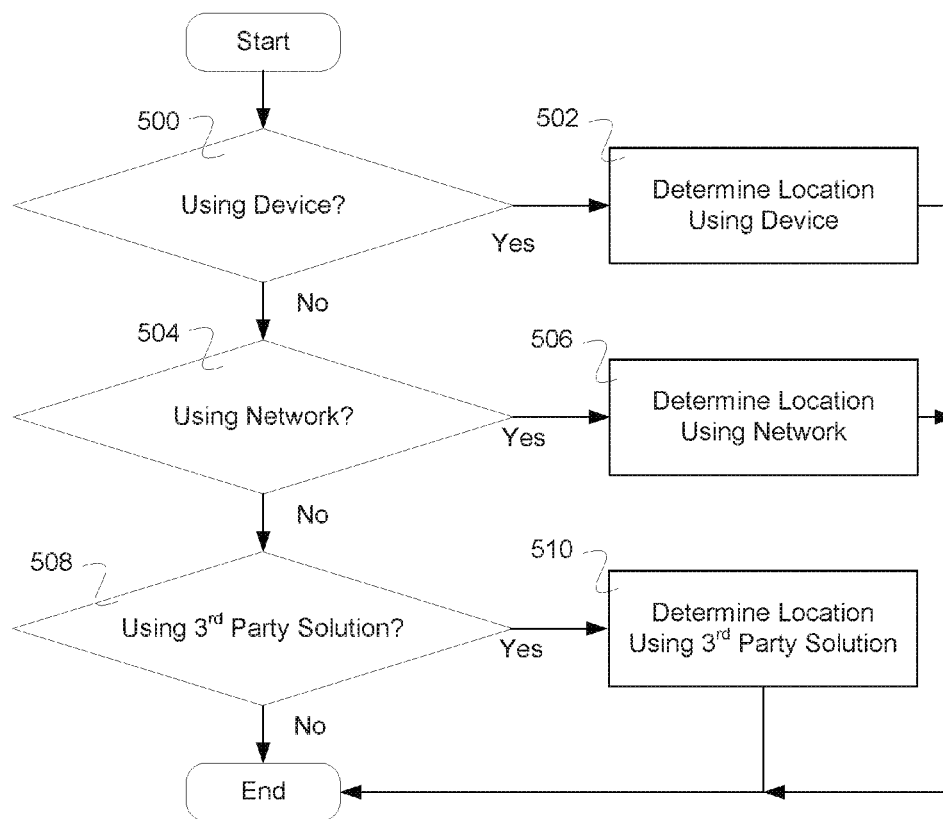 Start
500
Using Device?
Yes
502
Determine Location
Using Device
No
504
Using Network?
Yes
506
Determine Location
Using Network
No
508
Using 3rd Party Solution?
Yes
510
Determine Location
Using 3rd Party Solution
No
End